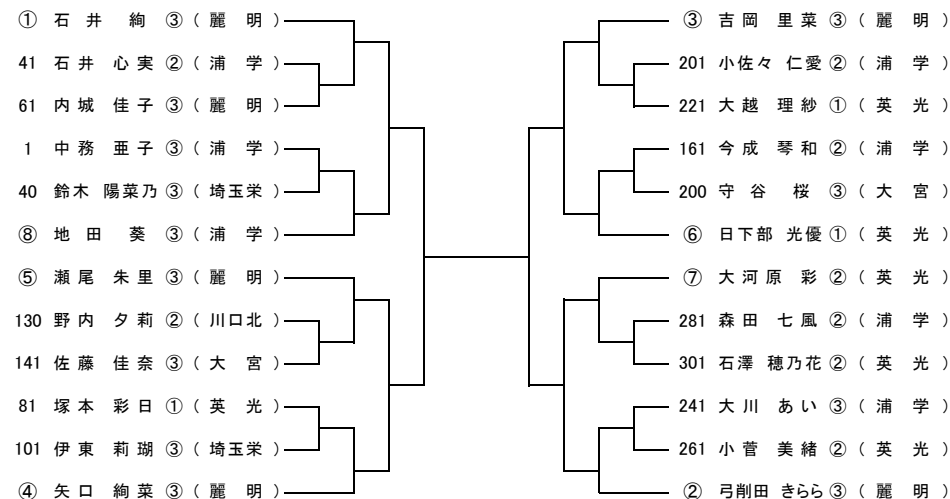 ① 石井 絢 ③ (麗 明)
41 石井 心実 ② (浦 学)
61 内城 佳子 ③ (麗 明)
1 中務 亜子 ③ (浦 学)
40 鈴木 陽菜乃 ③ (埼玉栄)
⑧ 地田 葵 ③ (浦 学)
⑤ 瀬尾 朱里 ③ (麗 明)
130 野内 夕莉 ② (川口北)
141 佐藤 佳奈 ③ (大 宮)
81 塚本 彩日 ① (英 光)
101 伊東 莉瑚 ③ (埼玉栄)
④ 矢口 絢菜 ③ (麗 明)
③ 吉岡 里菜 ③ (麗 明)
201 小佐々 仁愛 ② (浦 学)
221 大越 理紗 ① (英 光)
161 今成 琴和 ② (浦 学)
200 守谷 桜 ③ (大 宮)
⑥ 日下部 光優 ① (英 光)
⑦ 大河原 彩 ② (英 光)
281 森田 七風 ② (浦 学)
301 石澤 穂乃花 ② (英 光)
241 大川 あい ③ (浦 学)
261 小菅 美緒 ② (英 光)
② 弓削田 きらら ③ (麗 明)